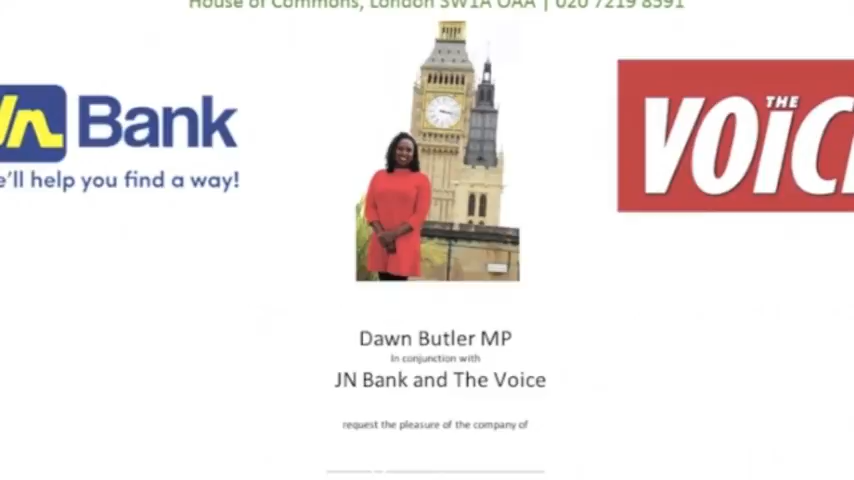 House of Commons, London SW1A 0AA | 020 7219 8591
Jn Bank
e'll help you find a way!
THE
VOiC
Dawn Butler MP
In conjunction with
JN Bank and The Voice
request the pleasure of the company of